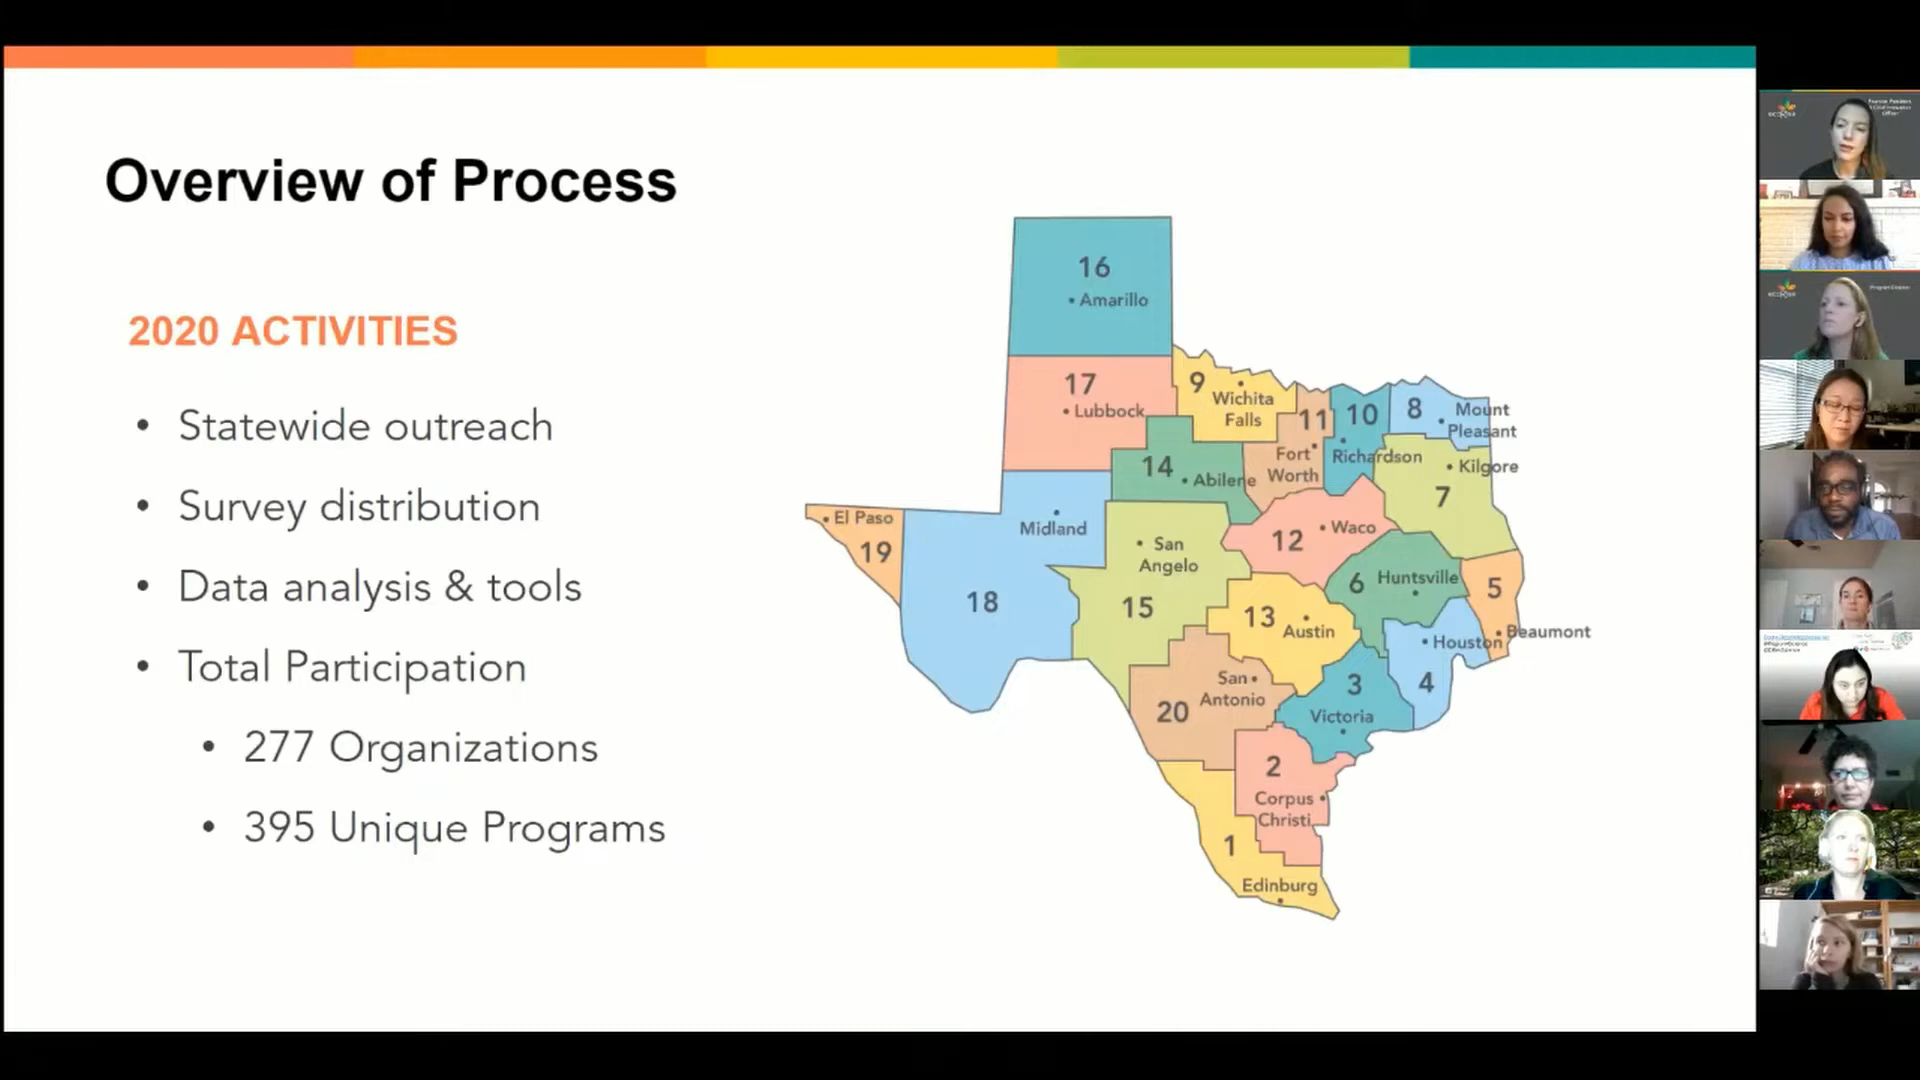 Overview of Process
2020 ACTIVITIES
• Statewide outreach
• Survey distribution
• Data analysis & tools
• Total Participation
• 277 Organizations
• 395 Unique Programs
16
Amarillo
17
Lubbock
9
Wichita
Falls
11
Fort
Worth
10
Richardson
8
Mount
Pleasant
Kilgore
7
14
Abilene
El Paso
19
Midland
18
San
Angelo
15
12
Waco
6
Huntsville
5
Beaumont
13
Austin
Houston
4
San
Antonio
20
3
Victoria
2
Corpus
Christi
1
Edinburg